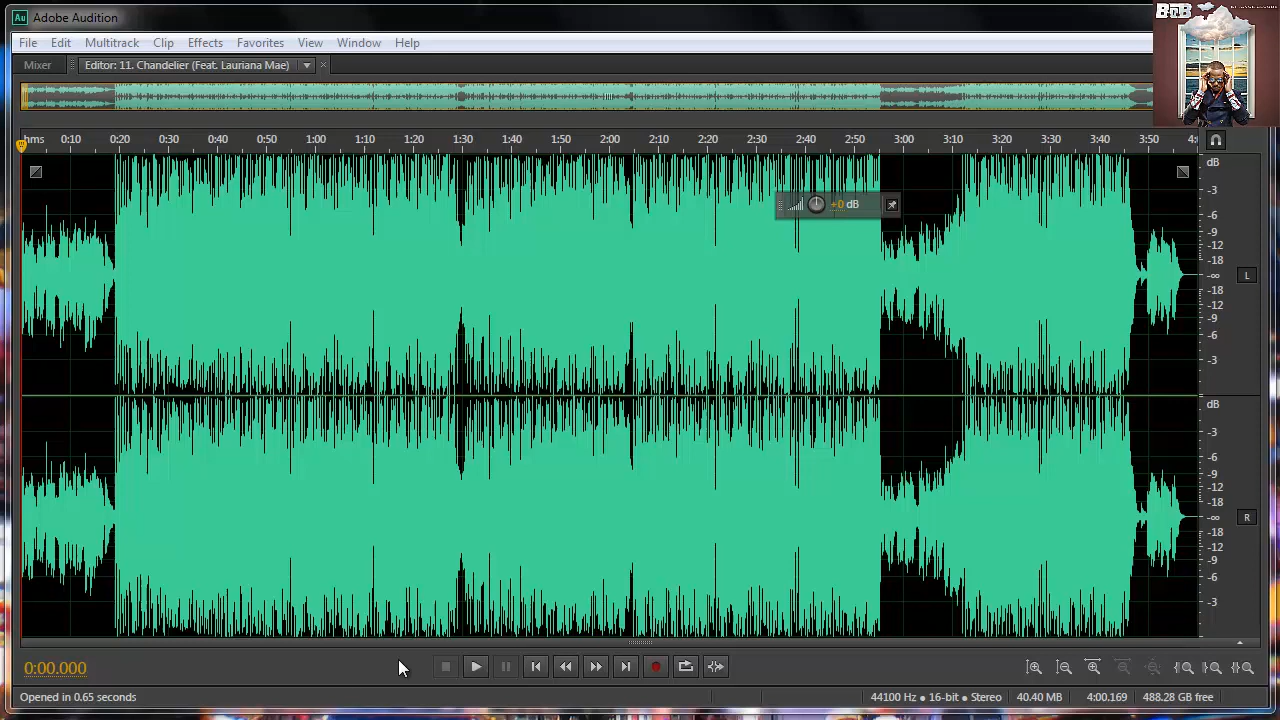 Au Adobe Audition
File Edit Multitrack Clip Effects Favorites View Window Help
BoB
Mixer Editor: 11. Chandelier (Feat. Lauriana Mae)
hms 0:10 0:20 0:30 0:40 0:50 1:00 1:10 1:20 1:30 1:40 1:50 2:00 2:10 2:20 2:30 2:40 2:50 3:00 3:10 3:20 3:30 3:40 3:50
dB
-3
+0 dB
-6
-9
-12
-18
-∞ L
-18
-12
-9
-6
-3
dB
-3
-6
-9
-12
-18
-∞ R
-18
-12
-9
-6
-3
0:00.000
Opened in 0.65 seconds 44100 Hz • 16-bit • Stereo 40.40 MB 4:00.169 488.28 GB free